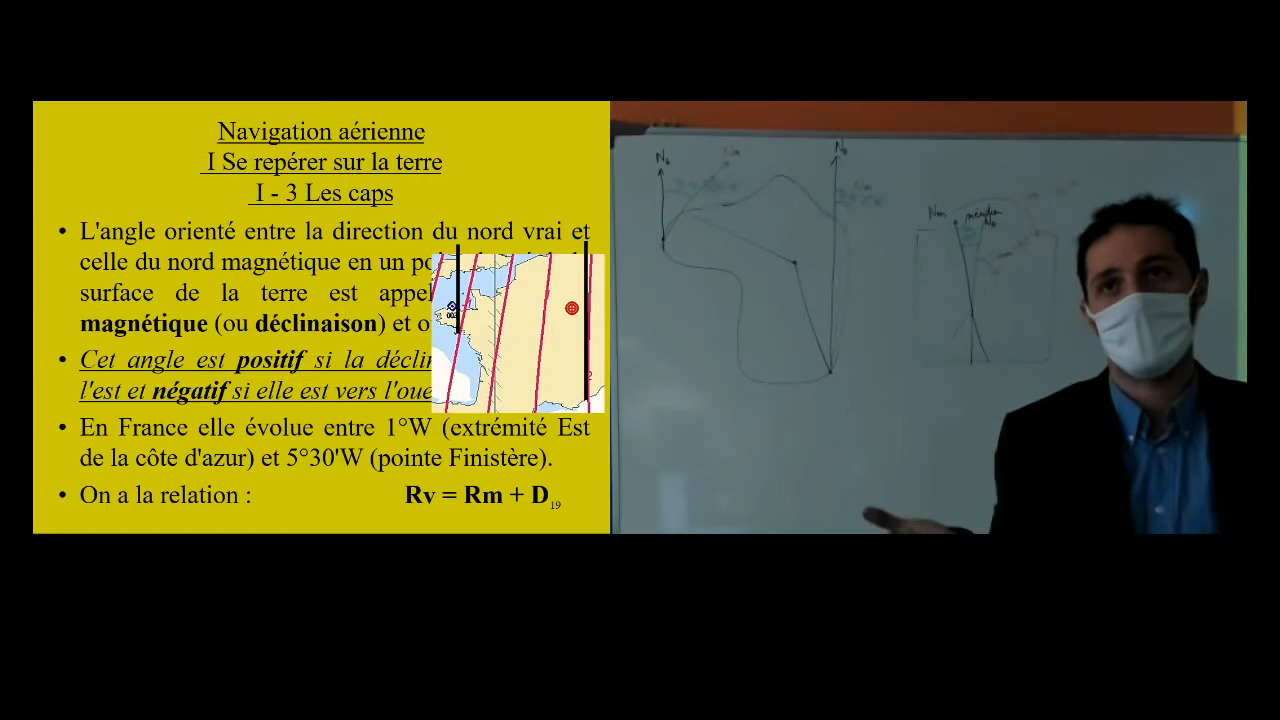 Navigation aérienne
I Se repérer sur la terre
I - 3 Les caps
• L'angle orienté entre la direction du nord vrai et
celle du nord magnétique en un
surface de la terre est
magnétique (ou déclinaison) et
• Cet angle est positif si la
l'est et négatif si elle est vers
• En France elle évolue entre 1°W (extrémité Est
de la côte d'azur) et 5°30'W (pointe Finistère).
• On a la relation : Rv = Rm + D
19
Nm